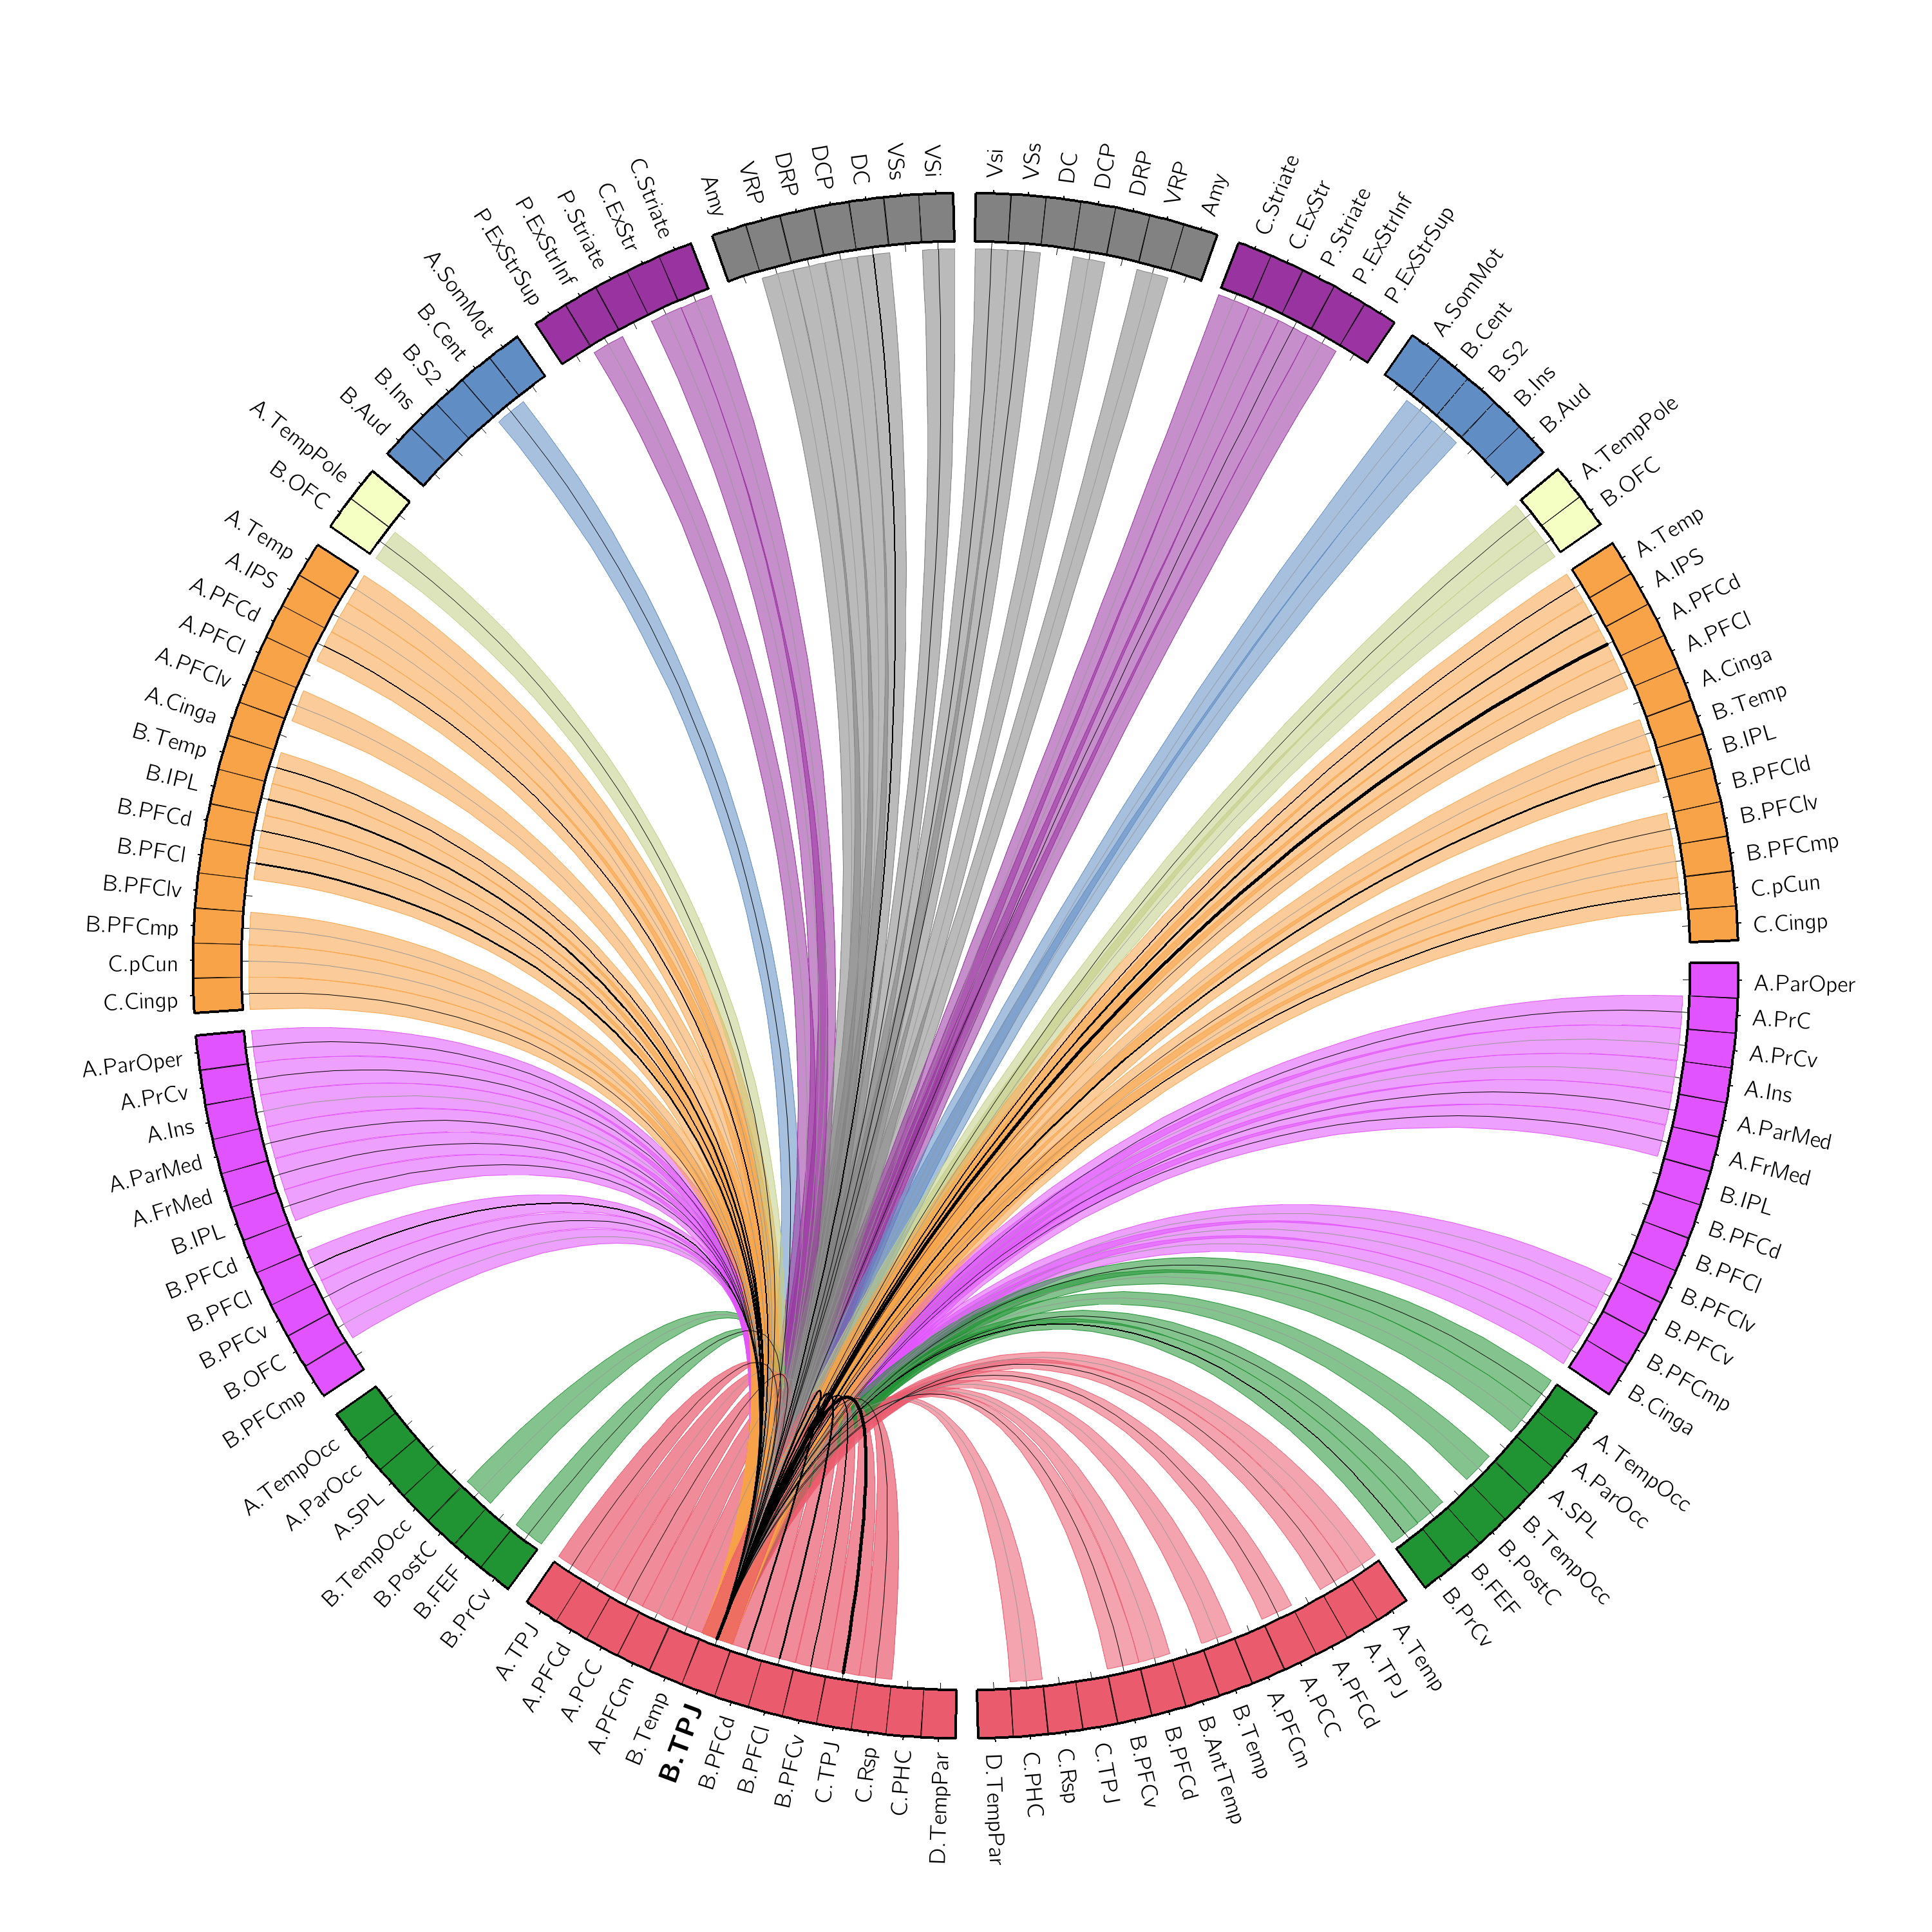 Amy
VRP
DRP
DCP
DC
VSs
VSi
Vsi
VSs
DC
DCP
DRP
VRP
Amy
C.Striate
C.ExStr
P.Striate
P.ExStrInf
P.ExStrSup
A.SomMot
B.Cent
B.S2
B.Ins
B.Aud
A.TempPole
B.OFC
A.Temp
A.IPS
A.PFCd
A.PFCl
A.Cinga
B.Temp
B.IPL
B.PFCld
B.PFClv
B.PFCmp
C.pCun
C.Cingp
A.ParOper
A.PrC
A.PrCv
A.Ins
A.ParMed
A.FrMed
B.IPL
B.PFCd
B.PFCl
B.PFClv
B.PFCv
B.PFCmp
B.Cinga
A.TempOcc
A.ParOcc
A.SPL
B.TempOcc
B.PostC
B.FEF
B.PrCv
A.Temp
A.TPJ
A.PFCd
A.PCC
A.PFCm
B.Temp
B.AntTemp
B.PFCd
B.PFCv
C.TPJ
C.Rsp
C.PHC
D.TempPar
D.TempPar
C.PHC
C.Rsp
C.TPJ
B.PFCv
B.PFCl
B.PFCd
B.TPJ
B.Temp
A.PFCm
A.PCC
A.PFCd
A.TPJ
B.PrCv
B.FEF
B.PostC
B.TempOcc
A.SPL
A.ParOcc
A.TempOcc
B.PFCmp
B.OFC
B.PFCv
B.PFCl
B.PFCd
B.IPL
A.FrMed
A.ParMed
A.Ins
A.PrCv
A.ParOper
C.Cingp
C.pCun
B.PFCmp
B.PFClv
B.PFCl
B.PFCd
B.IPL
B.Temp
A.Cinga
A.PFClv
A.PFCl
A.PFCd
A.IPS
A.Temp
B.OFC
A.TempPole
B.Aud
B.Ins
B.S2
B.Cent
A.SomMot
P.ExStrSup
P.ExStrInf
P.Striate
C.ExStr
C.Striate